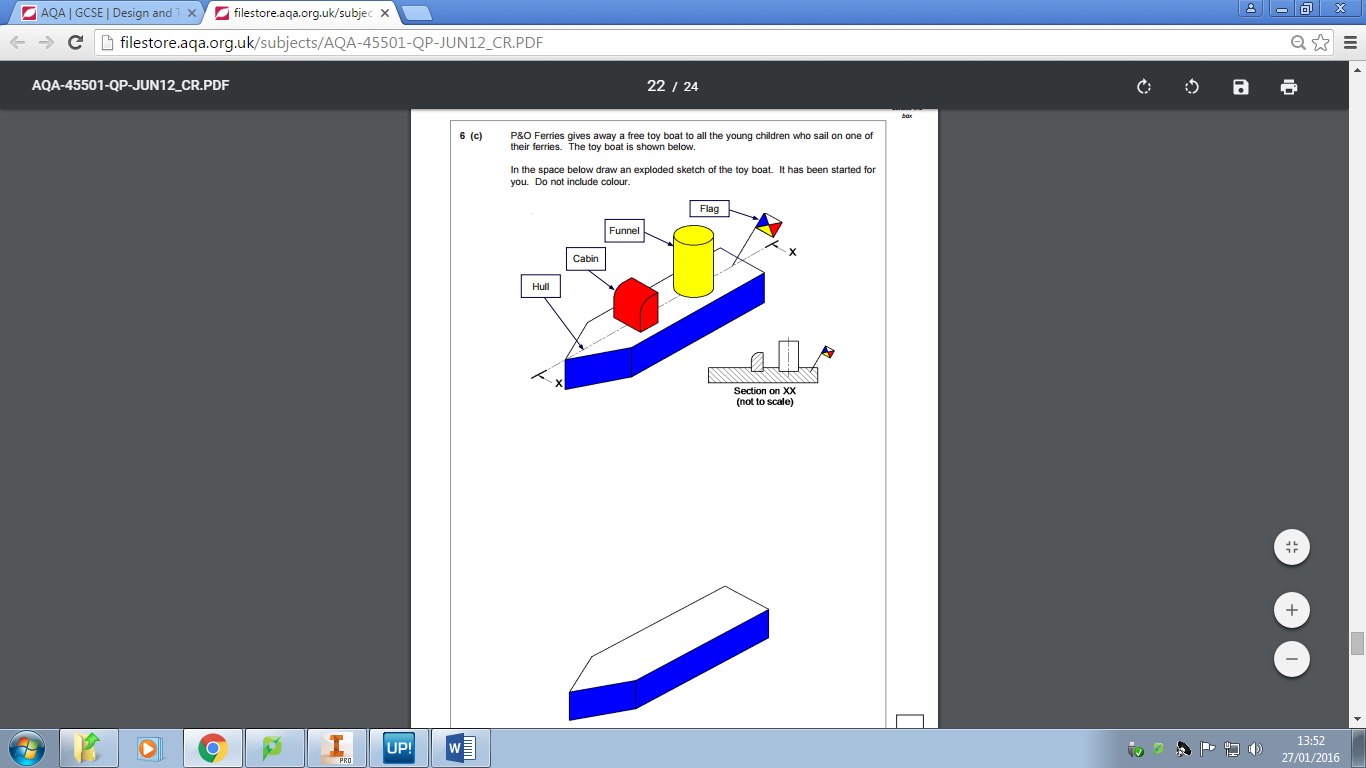 AQA | GCSE | Design and T
filestore.aqa.org.uk/subjec
filestore.aqa.org.uk/subjects/AQA-45501-QP-JUN12_CR.PDF
AQA-45501-QP-JUN12_CR.PDF
22 / 24
box
6 (c) P&O Ferries gives away a free toy boat to all the young children who sail on one of
their ferries. The toy boat is shown below.
In the space below draw an exploded sketch of the toy boat. It has been started for
you. Do not include colour.
Flag
Funnel
X
Cabin
Hull
X
Section on XX
(not to scale)
UP!
I
PRO
W
13:52
27/01/2016